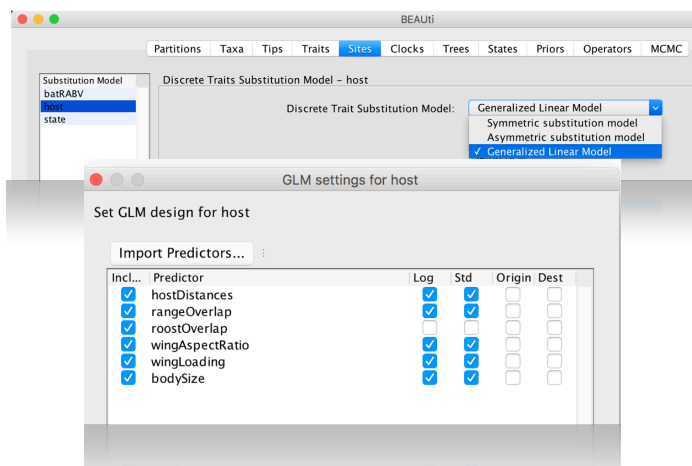 BEAUti
Partitions Taxa Tips Traits Sites Clocks Trees States Priors Operators MCMC
Substitution Model
batRABV
host
state
Discrete Traits Substitution Model – host
Discrete Trait Substitution Model: Generalized Linear Model
Symmetric substitution model
Asymmetric substitution model
✓ Generalized Linear Model
GLM settings for host
Set GLM design for host
Import Predictors...
Incl... Predictor Log Std Origin Dest
hostDistances
rangeOverlap
roostOverlap
wingAspectRatio
wingLoading
bodySize